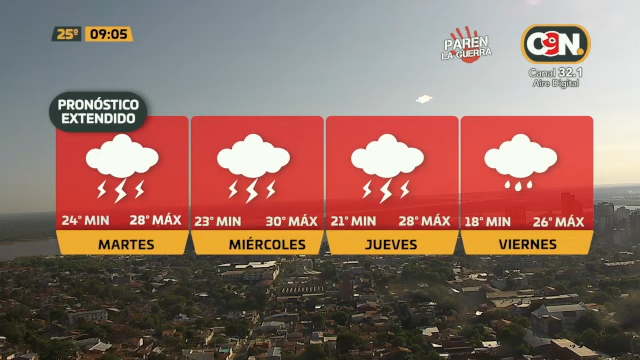 25º 09:05
PAREN
LA GUERRA
C9N.
Canal 32.1
Aire Digital
PRONÓSTICO
EXTENDIDO
24° MIN 28° MÁX
MARTES
23° MIN 30° MÁX
MIÉRCOLES
21° MIN 28° MÁX
JUEVES
18° MIN 26° MÁX
VIERNES